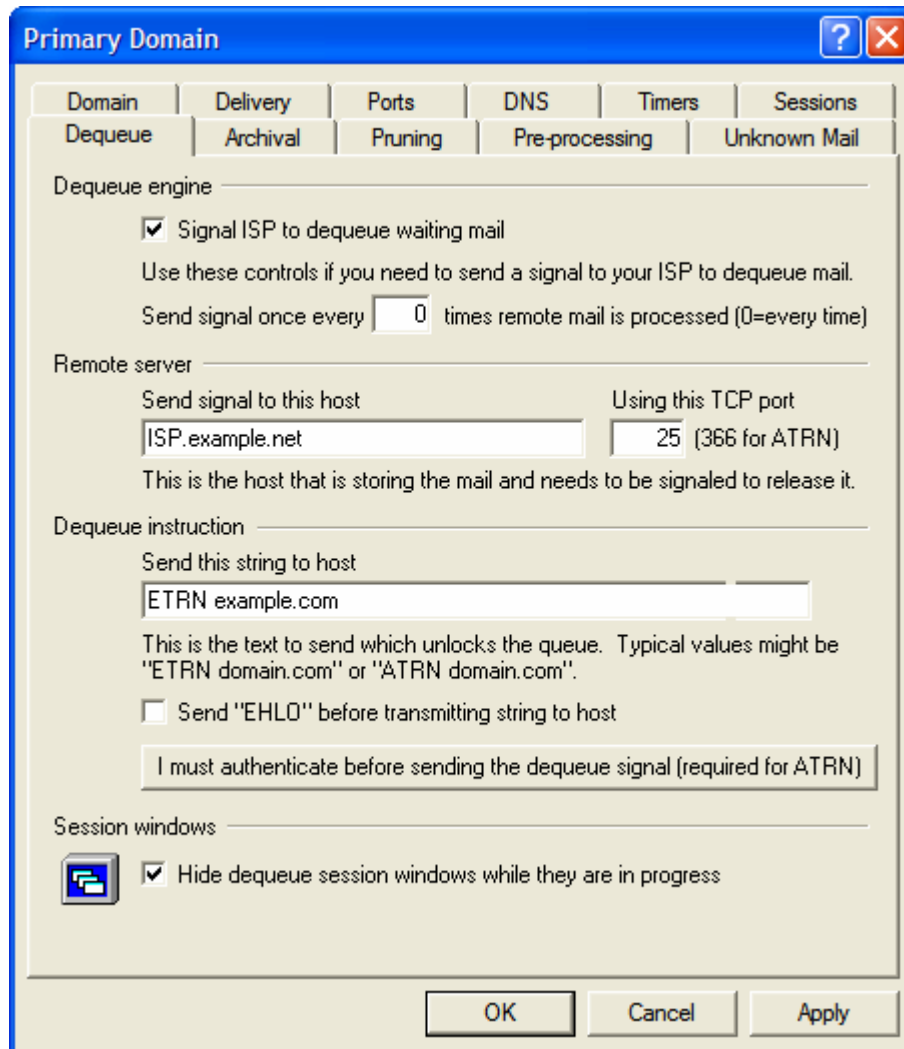 Primary Domain
Domain Delivery Ports DNS Timers Sessions
Dequeue Archival Pruning Pre-processing Unknown Mail
Dequeue engine
Signal ISP to dequeue waiting mail
Use these controls if you need to send a signal to your ISP to dequeue mail.
Send signal once every 0 times remote mail is processed (0=every time)
Remote server
Send signal to this host Using this TCP port
ISP.example.net 25 (366 for ATRN)
This is the host that is storing the mail and needs to be signaled to release it.
Dequeue instruction
Send this string to host
ETRN example.com
This is the text to send which unlocks the queue. Typical values might be
"ETRN domain.com" or "ATRN domain.com".
Send "EHLO" before transmitting string to host
I must authenticate before sending the dequeue signal (required for ATRN)
Session windows
Hide dequeue session windows while they are in progress
OK Cancel Apply